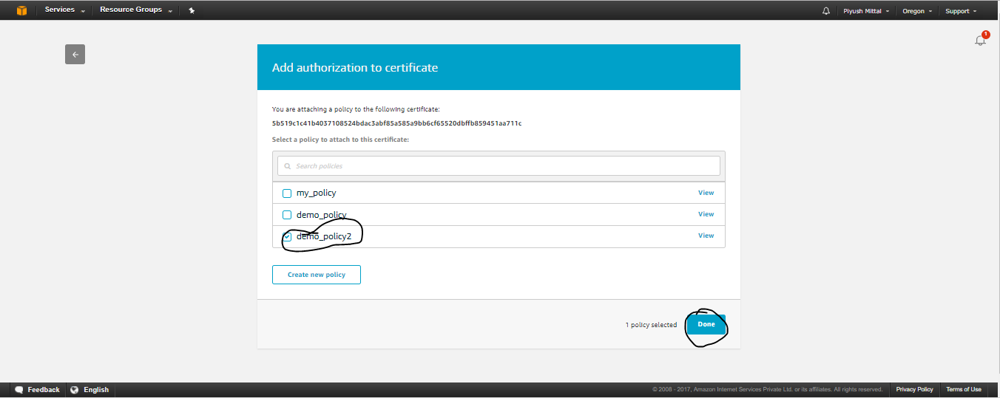 Services Resource Groups Piyush Mittal Oregon Support
1
Add authorization to certificate
You are attaching a policy to the following certificate:
5b519c1c41b4037108524bdac3abf85a585a9bb6cf65520dbffb859451aa711c
Select a policy to attach to this certificate:
Search policies
my_policy View
demo_policy View
demo_policy2 View
Create new policy
1 policy selected Done
Feedback English © 2008 - 2017, Amazon Internet Services Private Ltd. or its affiliates. All rights reserved. Privacy Policy Terms of Use